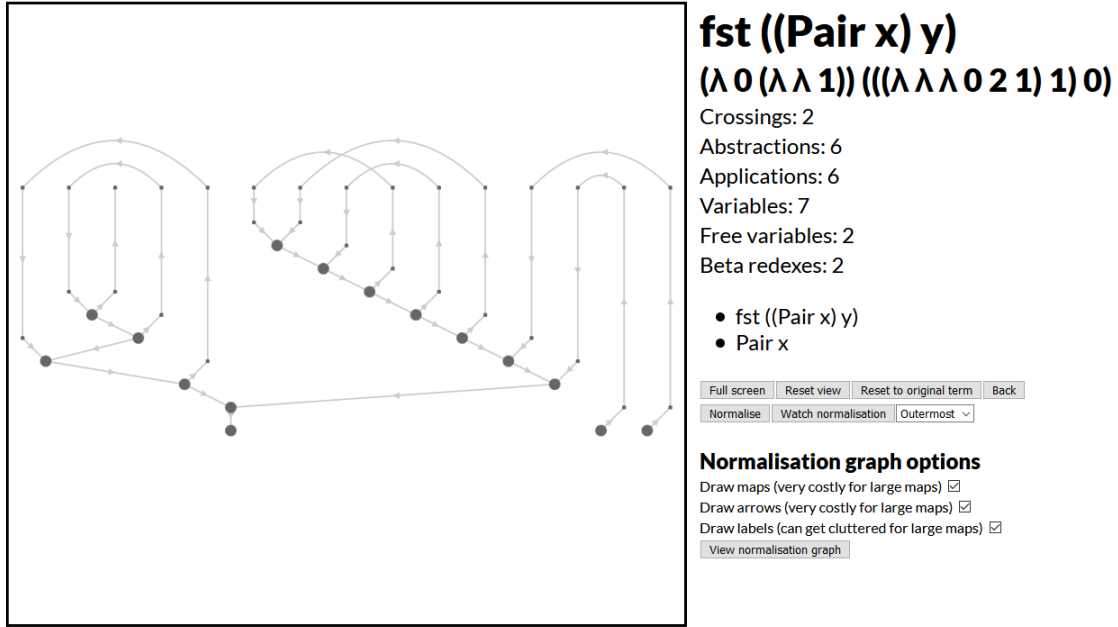 fst ((Pair x) y)
(λ 0 (λ λ 1)) (((λ λ λ 0 2 1) 1) 0)
Crossings: 2
Abstractions: 6
Applications: 6
Variables: 7
Free variables: 2
Beta redexes: 2
• fst ((Pair x) y)
• Pair x
Full screen Reset view Reset to original term Back
Normalise Watch normalisation Outermost
Normalisation graph options
Draw maps (very costly for large maps)
Draw arrows (very costly for large maps)
Draw labels (can get cluttered for large maps)
View normalisation graph